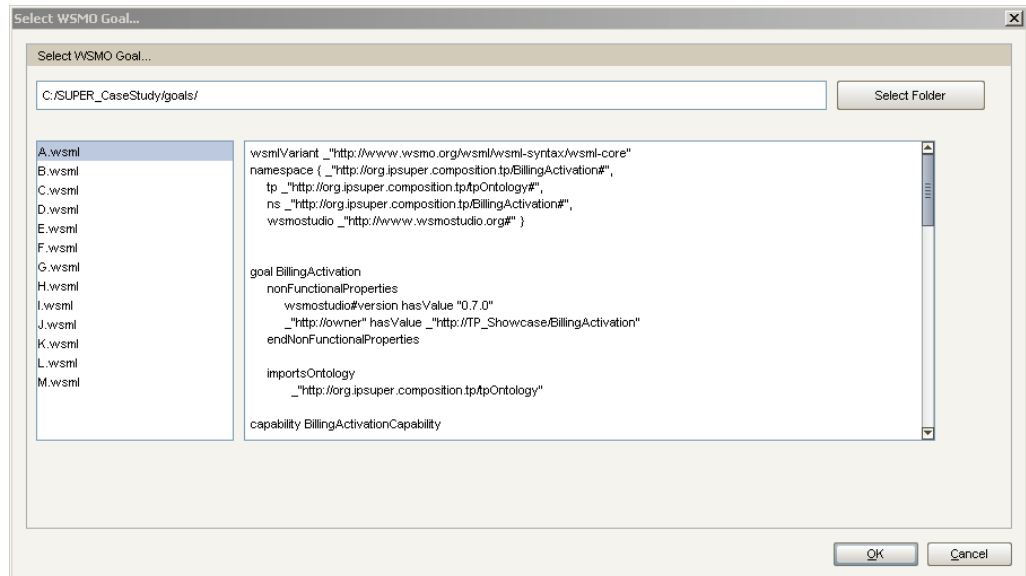 Select WSMO Goal...
Select WSMO Goal...
C:/SUPER_CaseStudy/goals/
Select Folder
A.wsml
B.wsml
C.wsml
D.wsml
E.wsml
F.wsml
G.wsml
H.wsml
I.wsml
J.wsml
K.wsml
L.wsml
M.wsml
wsmlVariant _"http://www.wsmo.org/wsml/wsml-syntax/wsml-core"
namespace { _"http://org.ipsuper.composition.tp/BillingActivation#",
tp _"http://org.ipsuper.composition.tp/tpOntology#",
ns _"http://org.ipsuper.composition.tp/BillingActivation#",
wsmostudio _"http://www.wsmostudio.org#" }
goal BillingActivation
nonFunctionalProperties
wsmostudio#version hasValue "0.7.0"
_"http://owner" hasValue _"http://TP_Showcase/BillingActivation"
endNonFunctionalProperties
importsOntology
_"http://org.ipsuper.composition.tp/tpOntology"
capability BillingActivationCapability
OK
Cancel